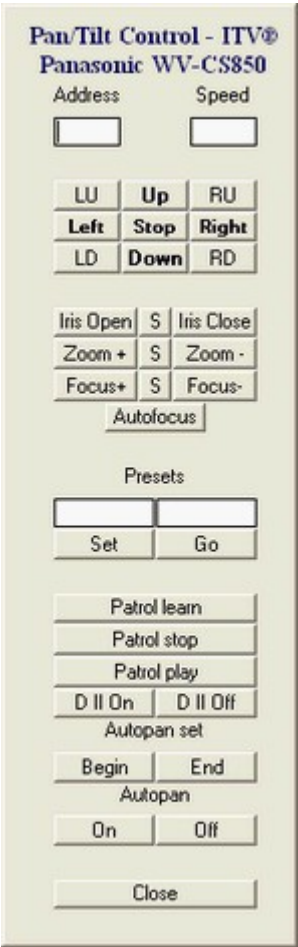 Pan/Tilt Control - ITV®
Panasonic WV-CS850
Address Speed
LU Up RU
Left Stop Right
LD Down RD
Iris Open S Iris Close
Zoom + S Zoom -
Focus+ S Focus-
Autofocus
Presets
Set Go
Patrol learn
Patrol stop
Patrol play
D II On D II Off
Autopan set
Begin End
Autopan
On Off
Close